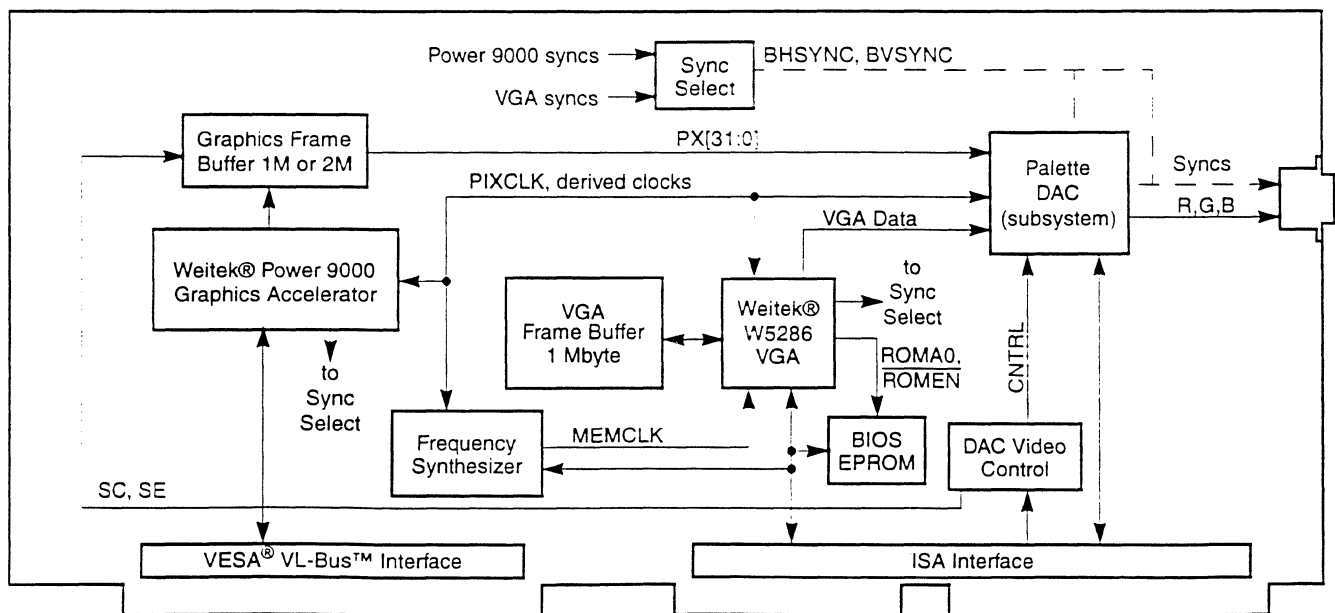 Power 9000 syncs
VGA syncs
Sync
Select
BHSYNC, BVSYNC
Graphics Frame
Buffer 1M or 2M
PX[31:0]
PIXCLK, derived clocks
VGA Data
Palette
DAC
(subsystem)
Syncs
R,G,B
Weitek® Power 9000
Graphics Accelerator
to
Sync
Select
VGA
Frame Buffer
1 Mbyte
Weitek®
W5286
VGA
to
Sync
Select
ROMA0,
ROMEN
CNTRL
Frequency
Synthesizer
MEMCLK
BIOS
EPROM
DAC Video
Control
SC, SE
VESA® VL-Bus™ Interface
ISA Interface